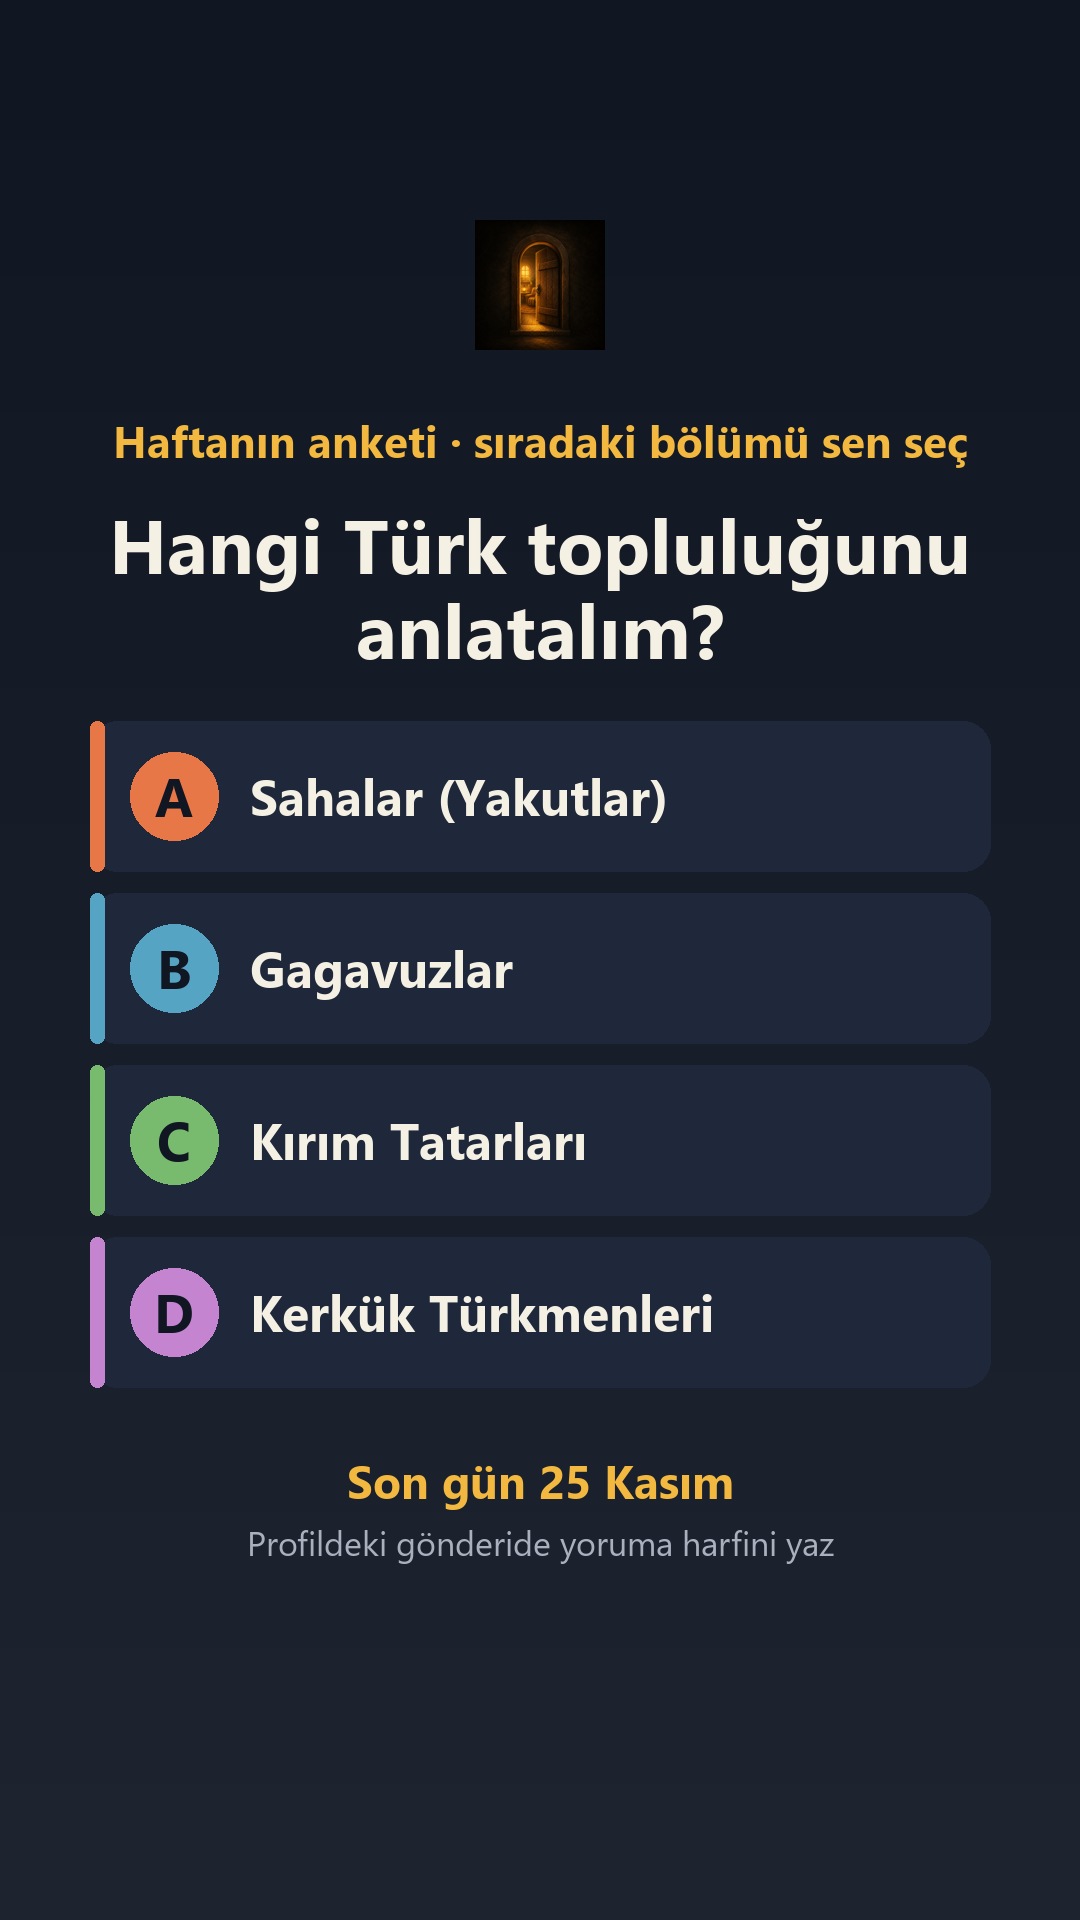 Haftanın anketi · sıradaki bölümü sen seç
Hangi Türk topluluğunu
anlatalım?
A Sahalar (Yakutlar)
B Gagavuzlar
C Kırım Tatarları
D Kerkük Türkmenleri
Son gün 25 Kasım
Profildeki gönderide yoruma harfini yaz